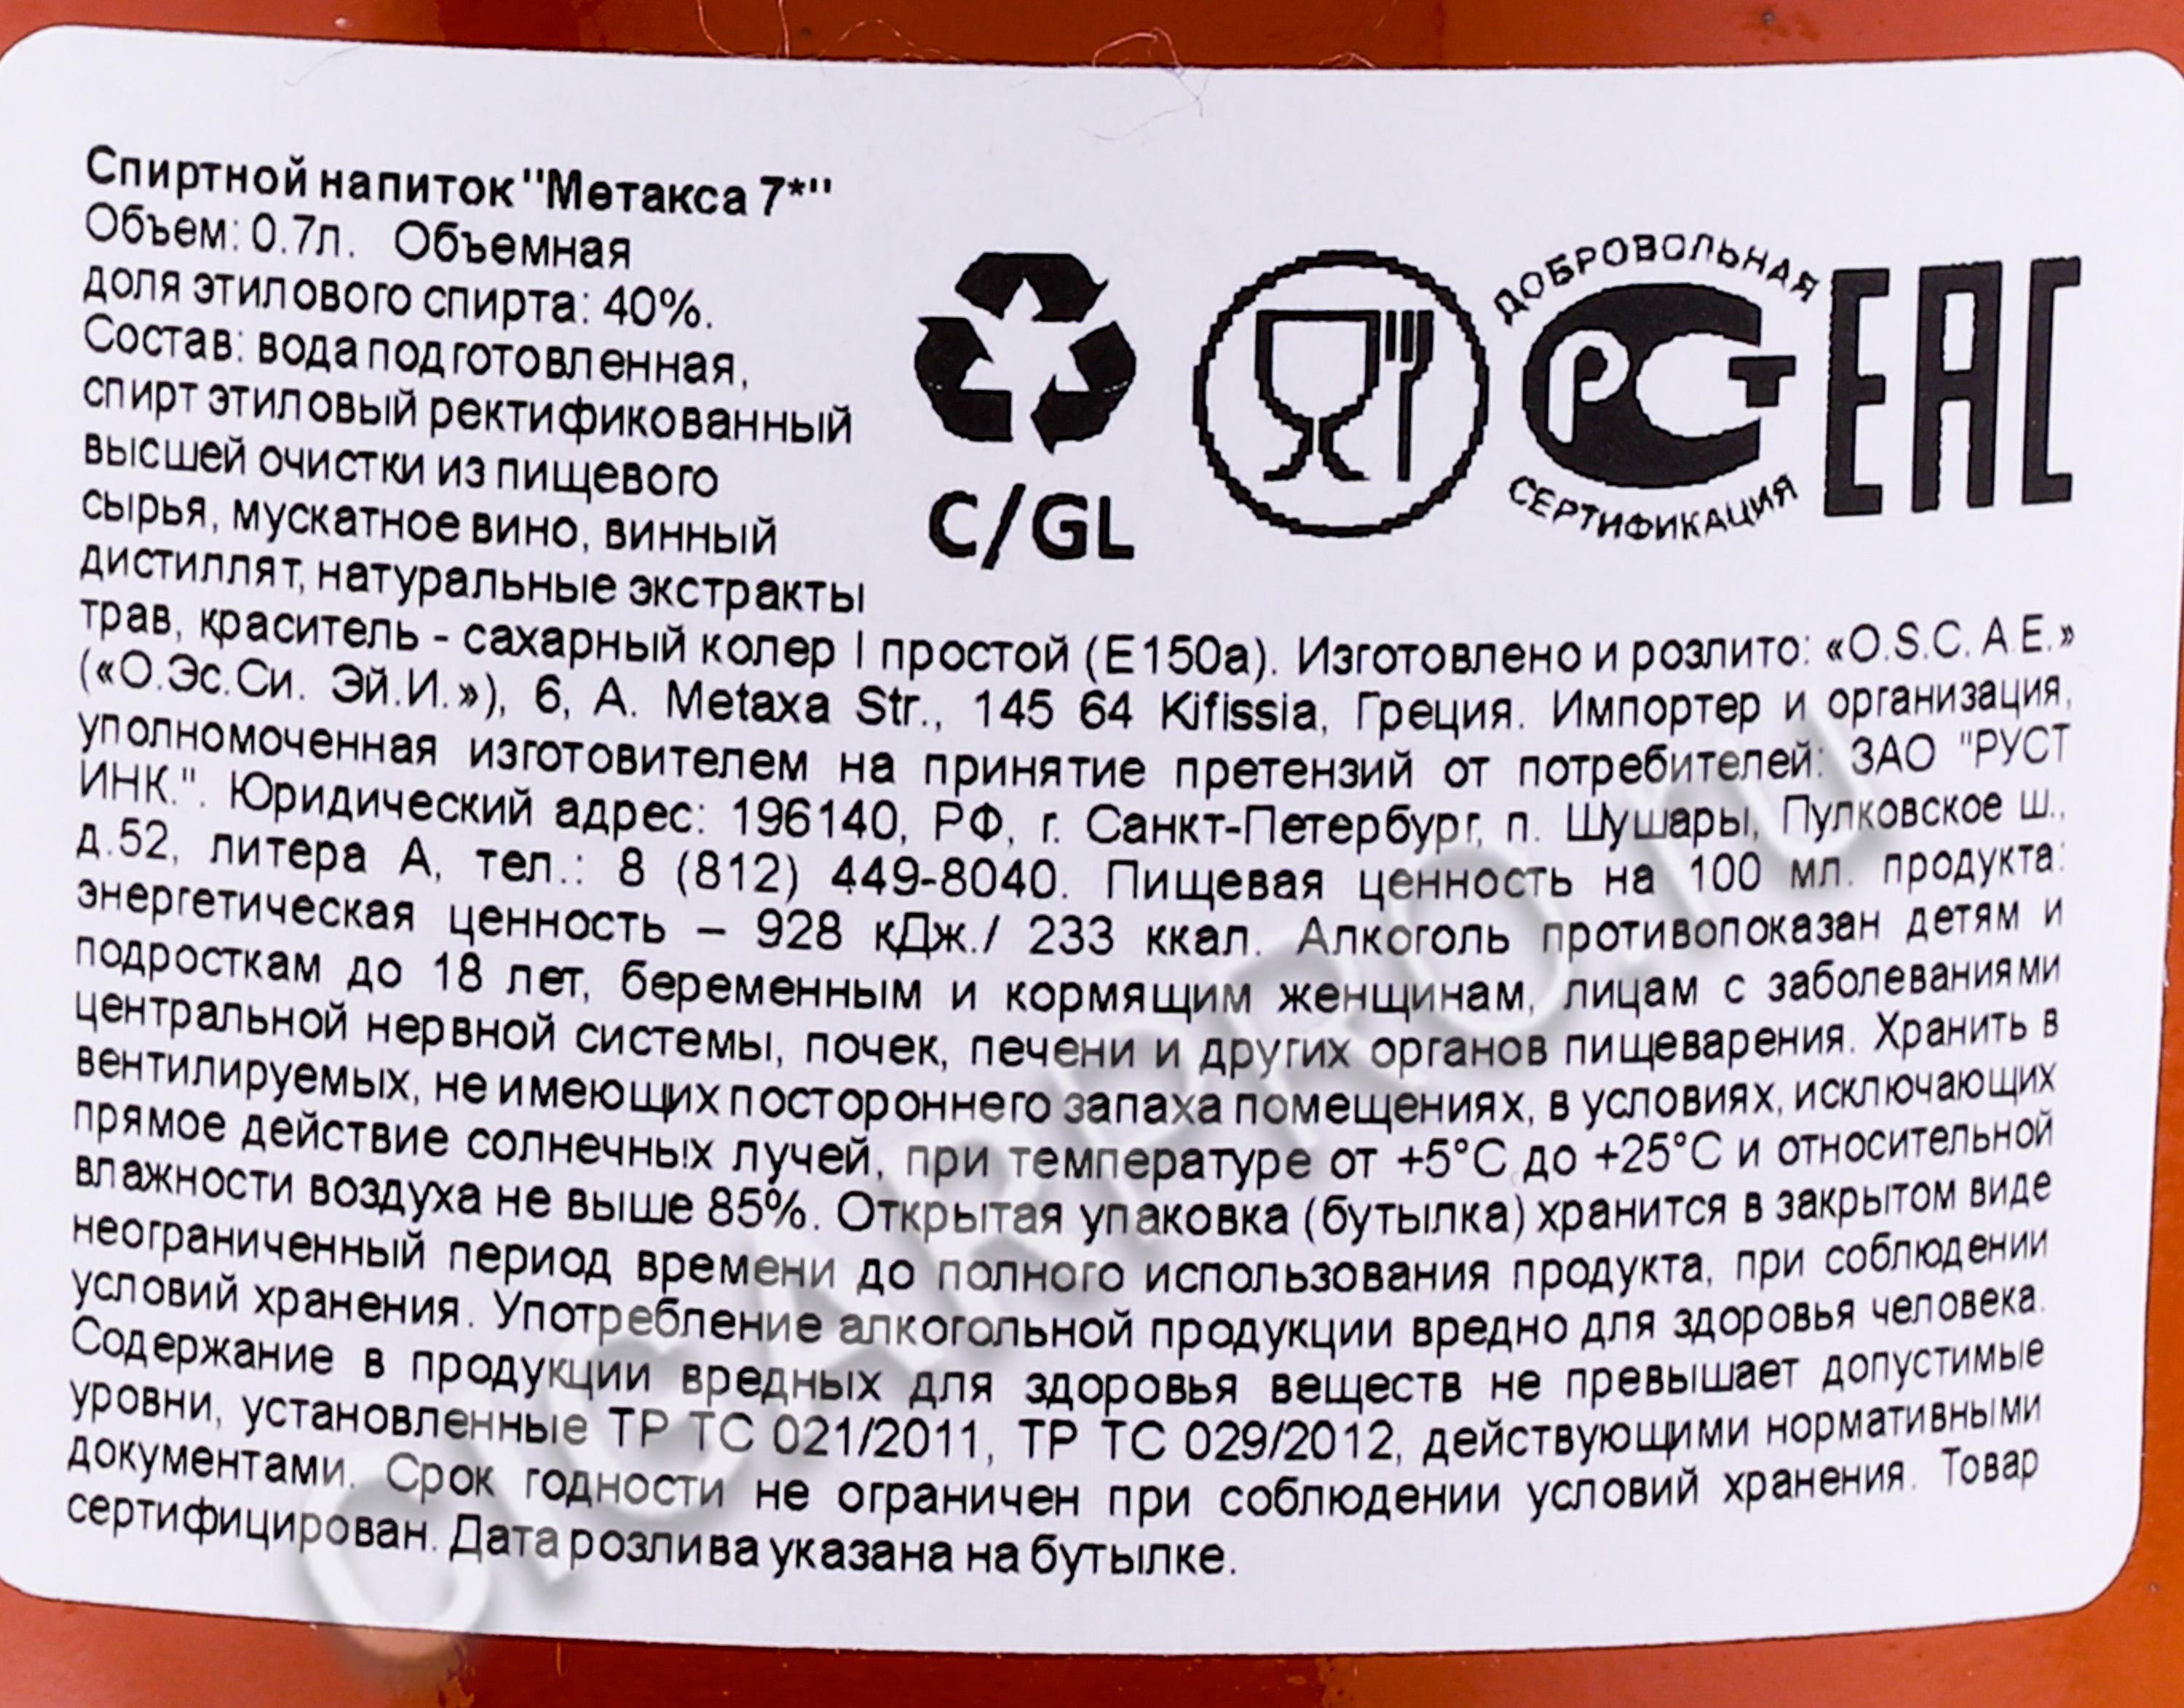 Спиртной напиток "Метакса 7*"
Объем: 0.7л. Объемная
доля этилового спирта: 40%.
Состав: вода подготовленная,
спирт этиловый ректификованный
высшей очистки из пищевого
сырья, мускатное вино, винный
дистиллят, натуральные экстракты
C/GL
ДОБРОВОЛЬНАЯ
РСТ
СЕРТИФИКАЦИЯ
EAC
трав, краситель - сахарный колер I простой (Е150а). Изготовлено и розлито: «O.S.C. A.E.»
(«О.Эс.Си. Эй.И.»), 6, A. Metaxa Str., 145 64 Kifissia, Греция. Импортер и организация,
уполномоченная изготовителем на принятие претензий от потребителей: ЗАО "РУСТ
ИНК.". Юридический адрес: 196140, РФ, г. Санкт-Петербург, п. Шушары, Пулковское ш.,
д.52, литера А, тел.: 8 (812) 449-8040. Пищевая ценность на 100 мл. продукта:
энергетическая ценность – 928 кДж./ 233 ккал. Алкоголь противопоказан детям и
подросткам до 18 лет, беременным и кормящим женщинам, лицам с заболеваниями
центральной нервной системы, почек, печени и других органов пищеварения. Хранить в
вентилируемых, не имеющих постороннего запаха помещениях, в условиях, исключающих
прямое действие солнечных лучей, при температуре от +5°С до +25°С и относительной
влажности воздуха не выше 85%. Открытая упаковка (бутылка) хранится в закрытом виде
неограниченный период времени до полного использования продукта, при соблюдении
условий хранения. Употребление алкогольной продукции вредно для здоровья человека.
Содержание в продукции вредных для здоровья веществ не превышает допустимые
уровни, установленные ТР ТС 021/2011, ТР ТС 029/2012, действующими нормативными
документами. Срок годности не ограничен при соблюдении условий хранения. Товар
сертифицирован. Дата розлива указана на бутылке.
CIGARPRO.ru